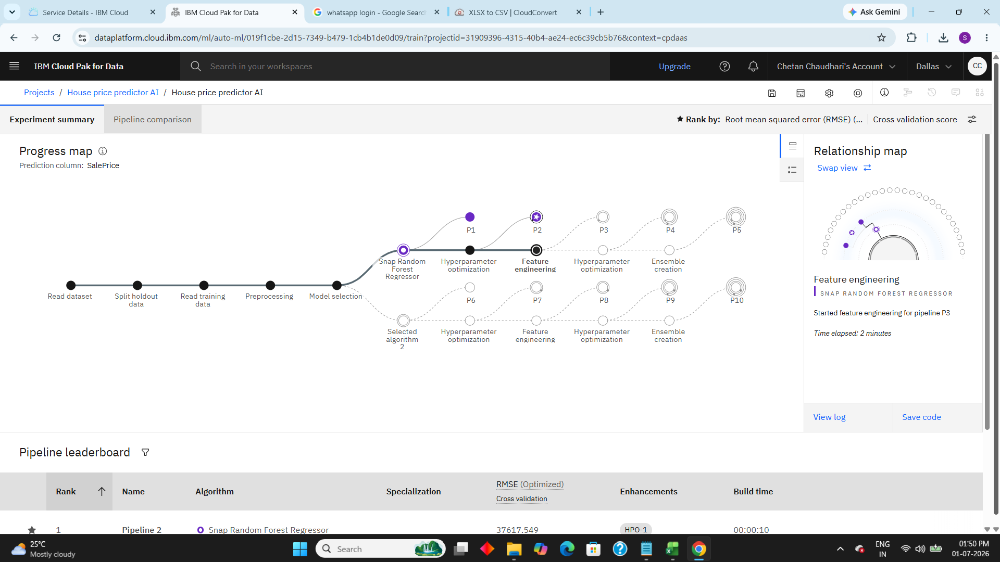 Service Details - IBM Cloud
IBM Cloud Pak for Data
whatsapp login - Google Search
XLSX to CSV | CloudConvert
Ask Gemini
dataplatform.cloud.ibm.com/ml/auto-ml/019f1cbe-2d15-7349-b479-1cb4b1de0d09/train?projectid=31909396-4315-40b4-ae24-ec6c39cb5b76&context=cpdaas
S
IBM Cloud Pak for Data
Search in your workspaces
Upgrade
Chetan Chaudhari's Account
Dallas
CC
Projects / House price predictor AI / House price predictor AI
Experiment summary
Pipeline comparison
Rank by: Root mean squared error (RMSE) (...
Cross validation score
Progress map
Prediction column: SalePrice
P1
P2
P3
P4
P5
Snap Random
Forest
Regressor
Hyperparameter
optimization
Feature
engineering
Hyperparameter
optimization
Ensemble
creation
Read dataset
Split holdout
data
Read training
data
Preprocessing
Model selection
P6
P7
P8
P9
P10
Selected
algorithm
2
Hyperparameter
optimization
Feature
engineering
Hyperparameter
optimization
Ensemble
creation
Relationship map
Swap view
Feature engineering
SNAP RANDOM FOREST REGRESSOR
Started feature engineering for pipeline P3
Time elapsed: 2 minutes
View log
Save code
Pipeline leaderboard
Rank
Name
Algorithm
Specialization
RMSE (Optimized)
Cross validation
Enhancements
Build time
1
Pipeline 2
Snap Random Forest Regressor
37617.549
HPO-1
00:00:10
25°C
Mostly cloudy
Search
ENG
IN
01:50 PM
01-07-2026